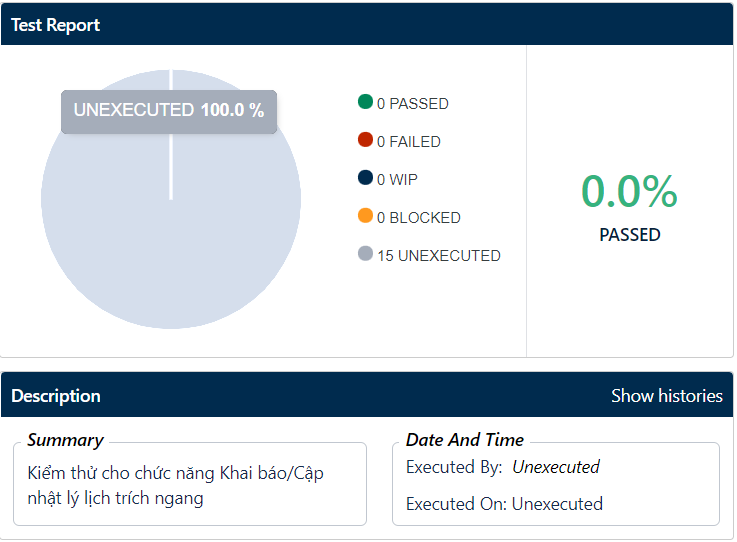 Test Report
UNEXECUTED 100.0 %
0 PASSED
0 FAILED
0 WIP
0 BLOCKED
15 UNEXECUTED
0.0%
PASSED
Description
Show histories
Summary
Kiểm thử cho chức năng Khai báo/Cập
nhật lý lịch trích ngang
Date And Time
Executed By: Unexecuted
Executed On: Unexecuted